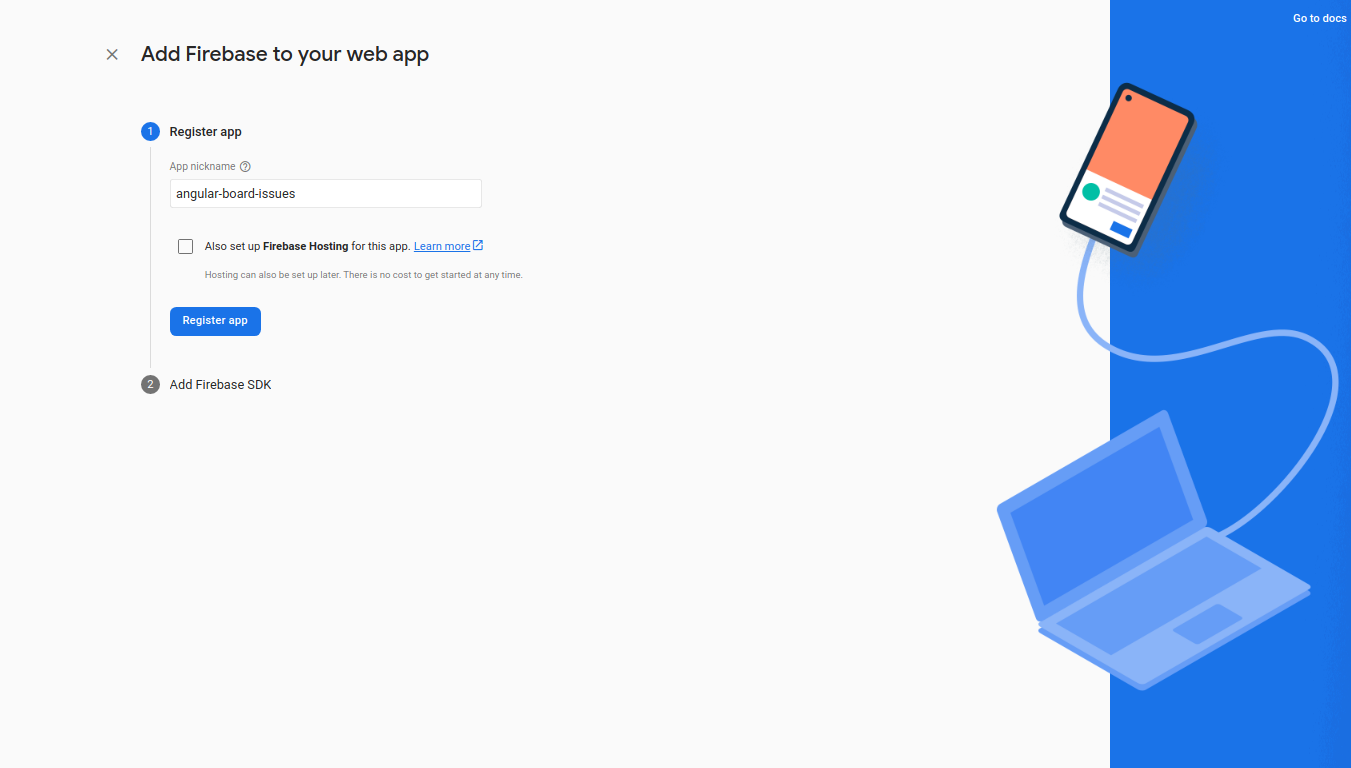 Go to docs
Add Firebase to your web app
1 Register app
App nickname
angular-board-issues
Also set up Firebase Hosting for this app. Learn more
Hosting can also be set up later. There is no cost to get started at any time.
Register app
2 Add Firebase SDK